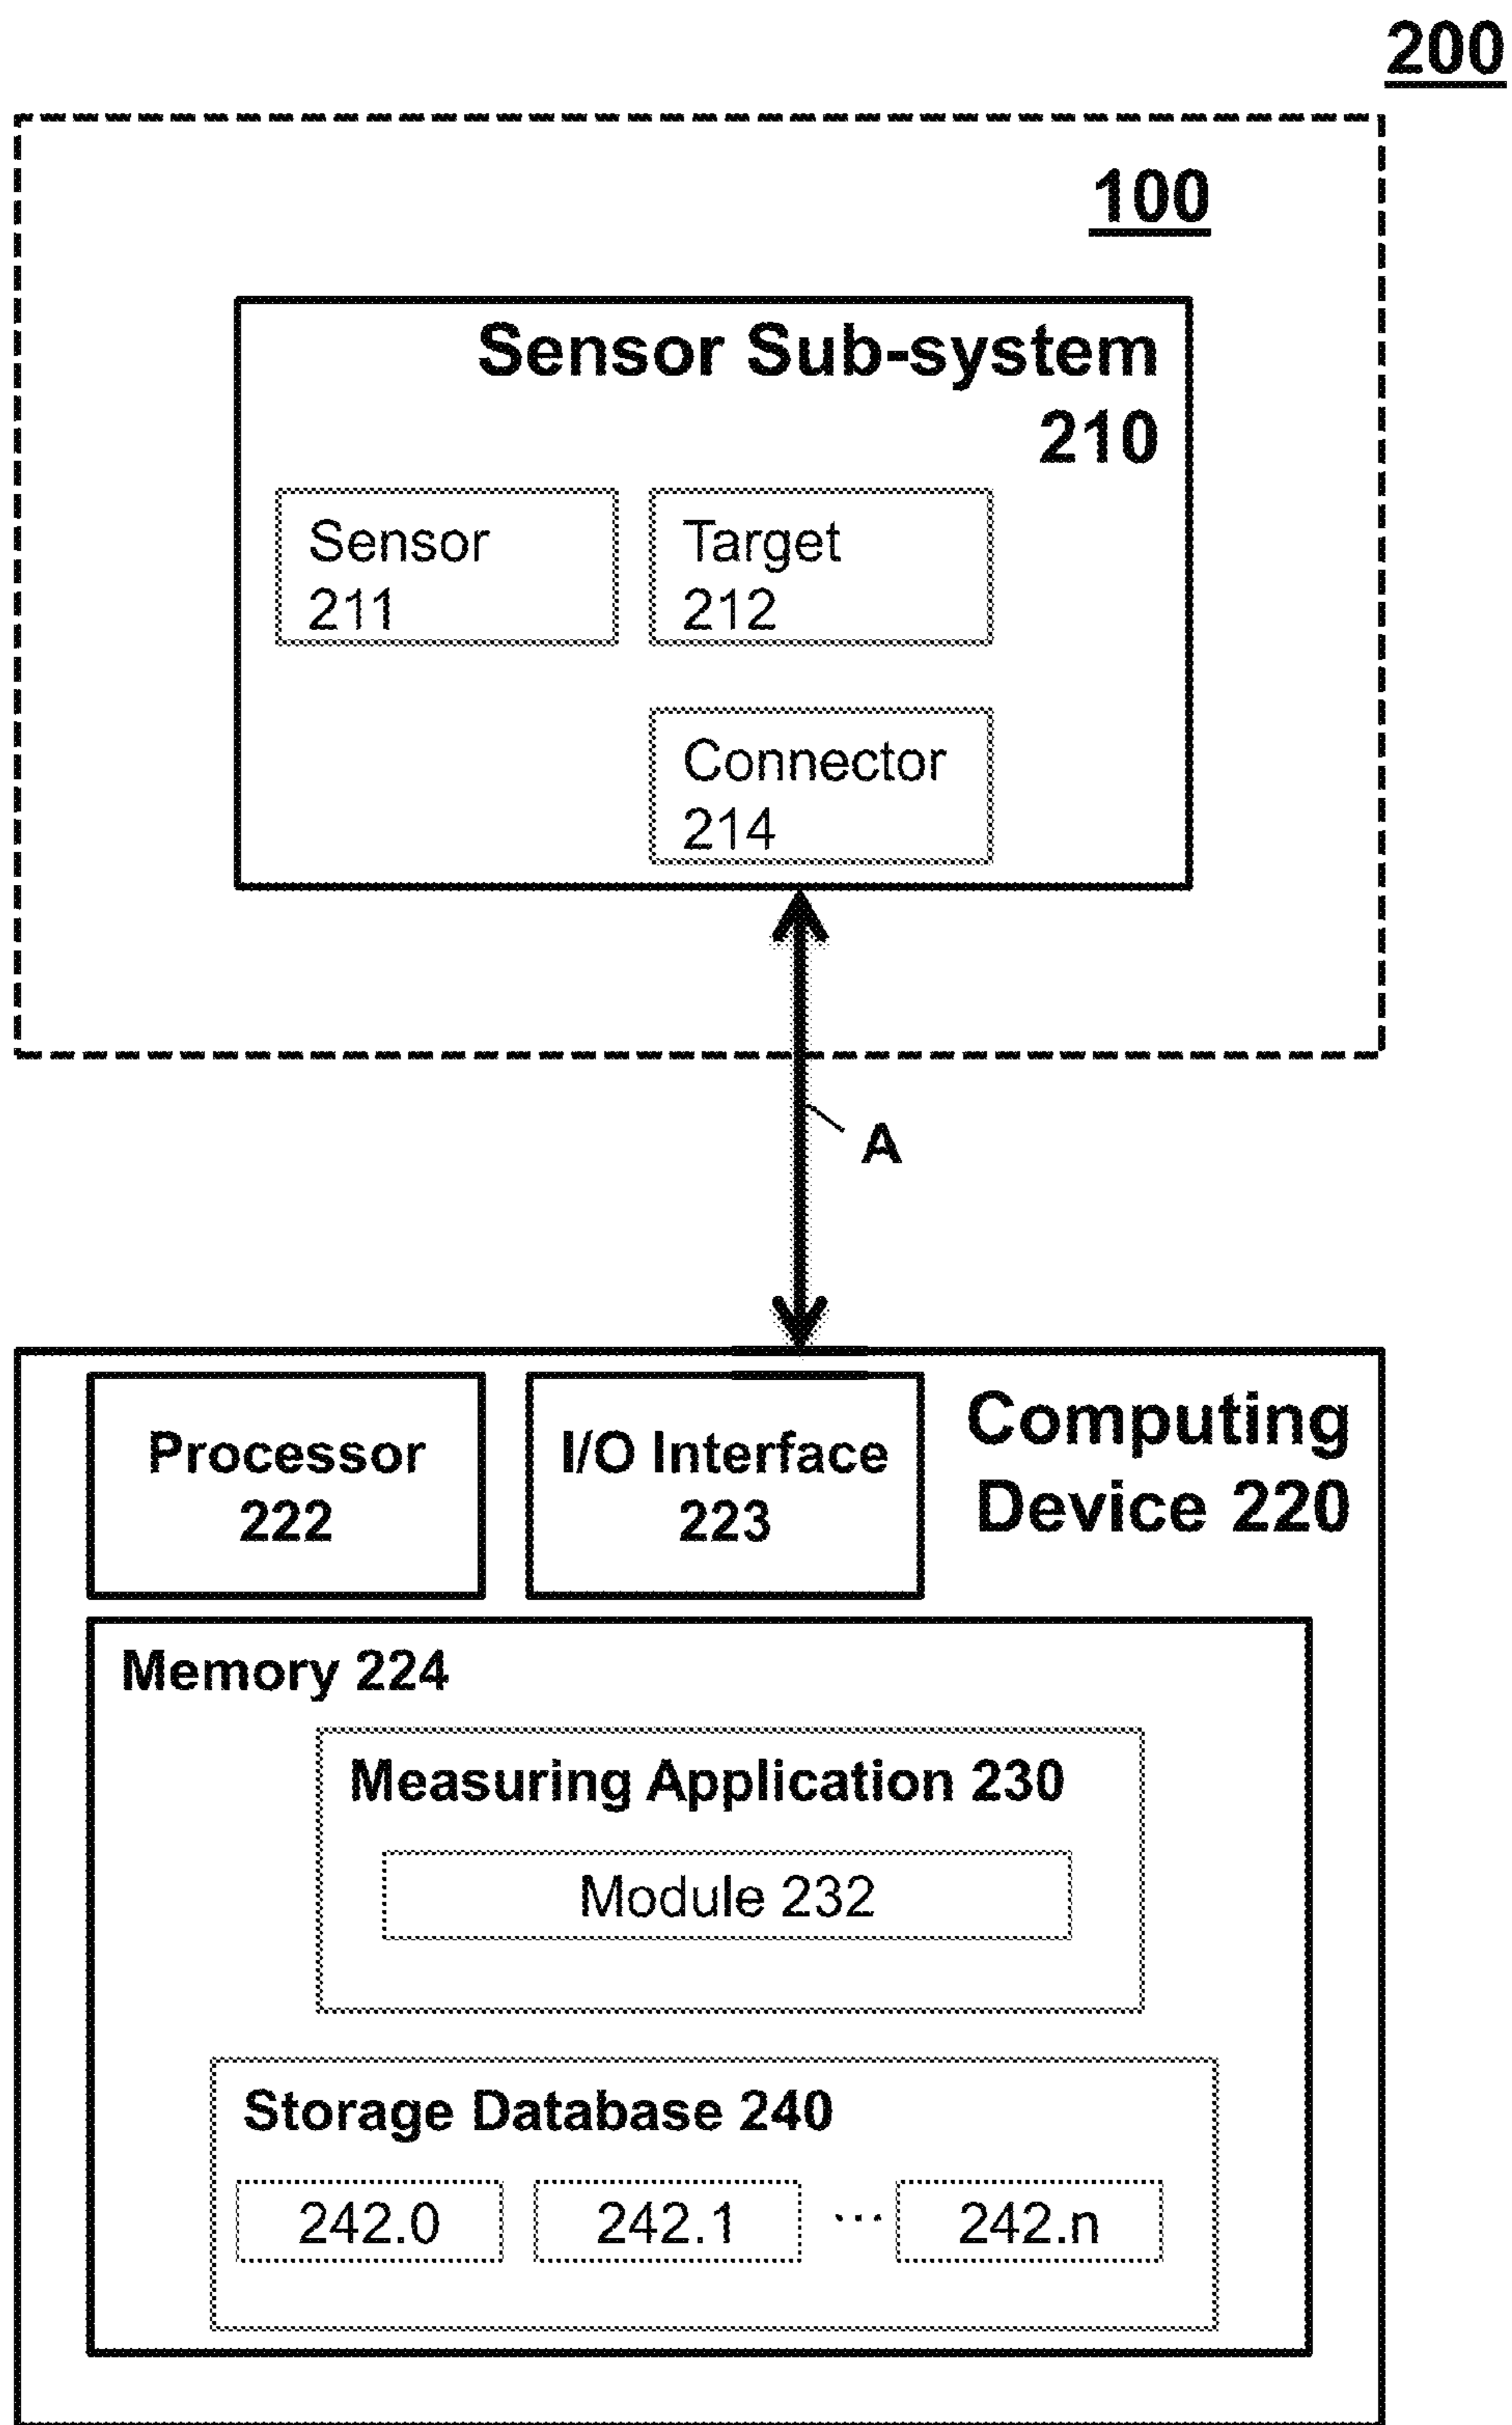 200
100
Sensor Sub-system
210
Sensor
211
Target
212
Connector
214
A
Processor
222
I/O Interface
223
Computing
Device 220
Memory 224
Measuring Application 230
Module 232
Storage Database 240
242.0
242.1
...
242.n